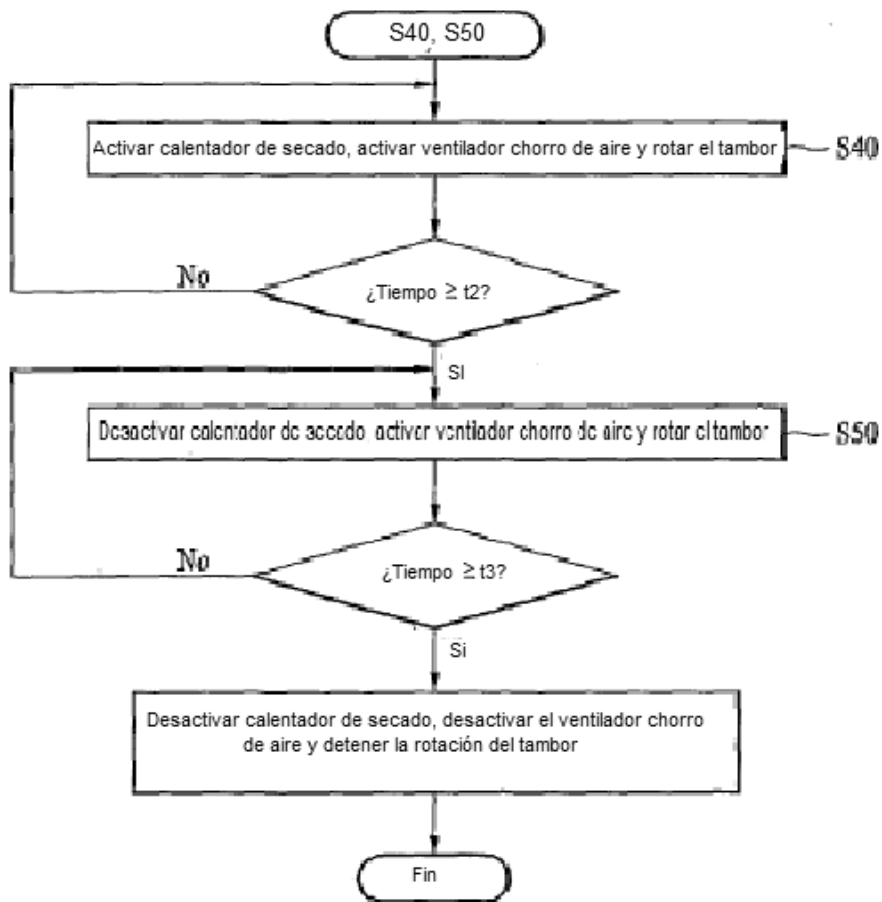 S40, S50
Activar calentador de secado, activar ventilador chorro de aire y rotar el tambor
S40
No
¿Tiempo ≥ t2?
SI
Desactivar calentador de secado, activar ventilador chorro de aire y rotar el tambor
S50
No
¿Tiempo ≥ t3?
Si
Desactivar calentador de secado, desactivar el ventilador chorro
de aire y detener la rotación del tambor
Fin